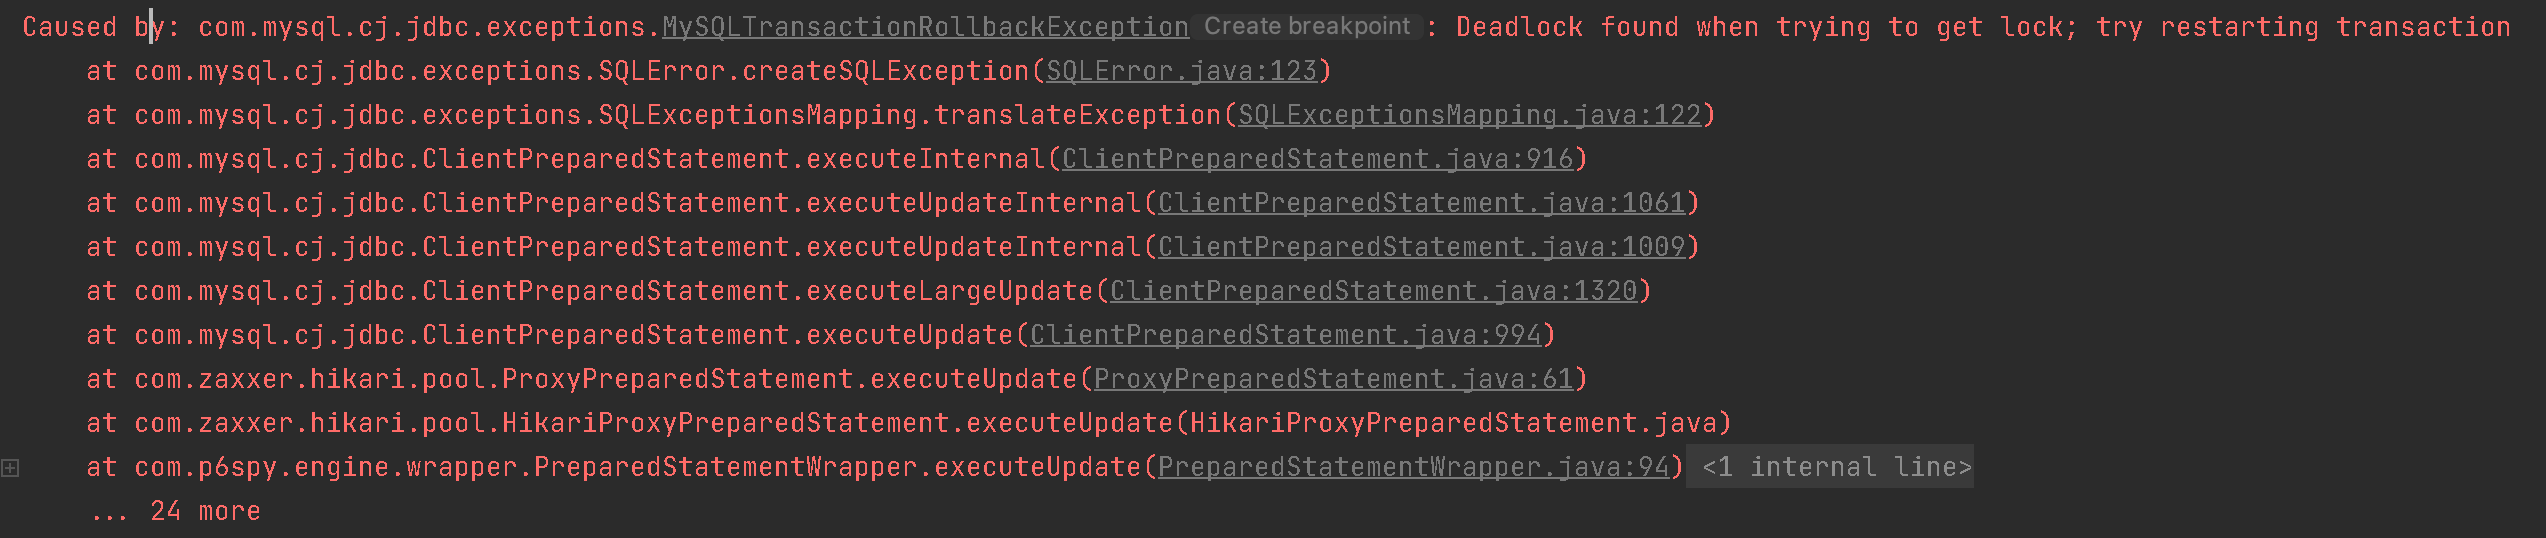 Caused by: com.mysql.cj.jdbc.exceptions.MySQLTransactionRollbackException Create breakpoint : Deadlock found when trying to get lock; try restarting transaction
at com.mysql.cj.jdbc.exceptions.SQLError.createSQLException(SQLError.java:123)
at com.mysql.cj.jdbc.exceptions.SQLExceptionsMapping.translateException(SQLExceptionsMapping.java:122)
at com.mysql.cj.jdbc.ClientPreparedStatement.executeInternal(ClientPreparedStatement.java:916)
at com.mysql.cj.jdbc.ClientPreparedStatement.executeUpdateInternal(ClientPreparedStatement.java:1061)
at com.mysql.cj.jdbc.ClientPreparedStatement.executeUpdateInternal(ClientPreparedStatement.java:1009)
at com.mysql.cj.jdbc.ClientPreparedStatement.executeLargeUpdate(ClientPreparedStatement.java:1320)
at com.mysql.cj.jdbc.ClientPreparedStatement.executeUpdate(ClientPreparedStatement.java:994)
at com.zaxxer.hikari.pool.ProxyPreparedStatement.executeUpdate(ProxyPreparedStatement.java:61)
at com.zaxxer.hikari.pool.HikariProxyPreparedStatement.executeUpdate(HikariProxyPreparedStatement.java)
at com.p6spy.engine.wrapper.PreparedStatementWrapper.executeUpdate(PreparedStatementWrapper.java:94) <1 internal line>
... 24 more